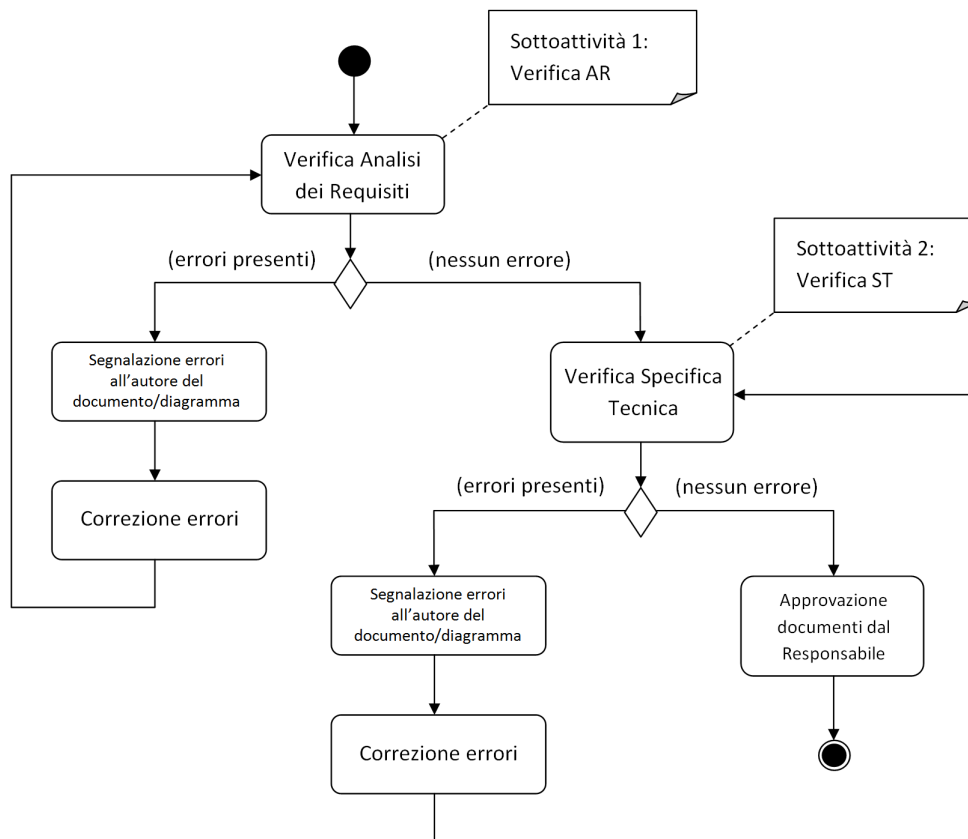 Sottoattività 1:
Verifica AR
Verifica Analisi
dei Requisiti
(errori presenti)
(nessun errore)
Sottoattività 2:
Verifica ST
Segnalazione errori
all’autore del
documento/diagramma
Verifica Specifica
Tecnica
Correzione errori
(errori presenti)
(nessun errore)
Segnalazione errori
all’autore del
documento/diagramma
Approvazione
documenti dal
Responsabile
Correzione errori